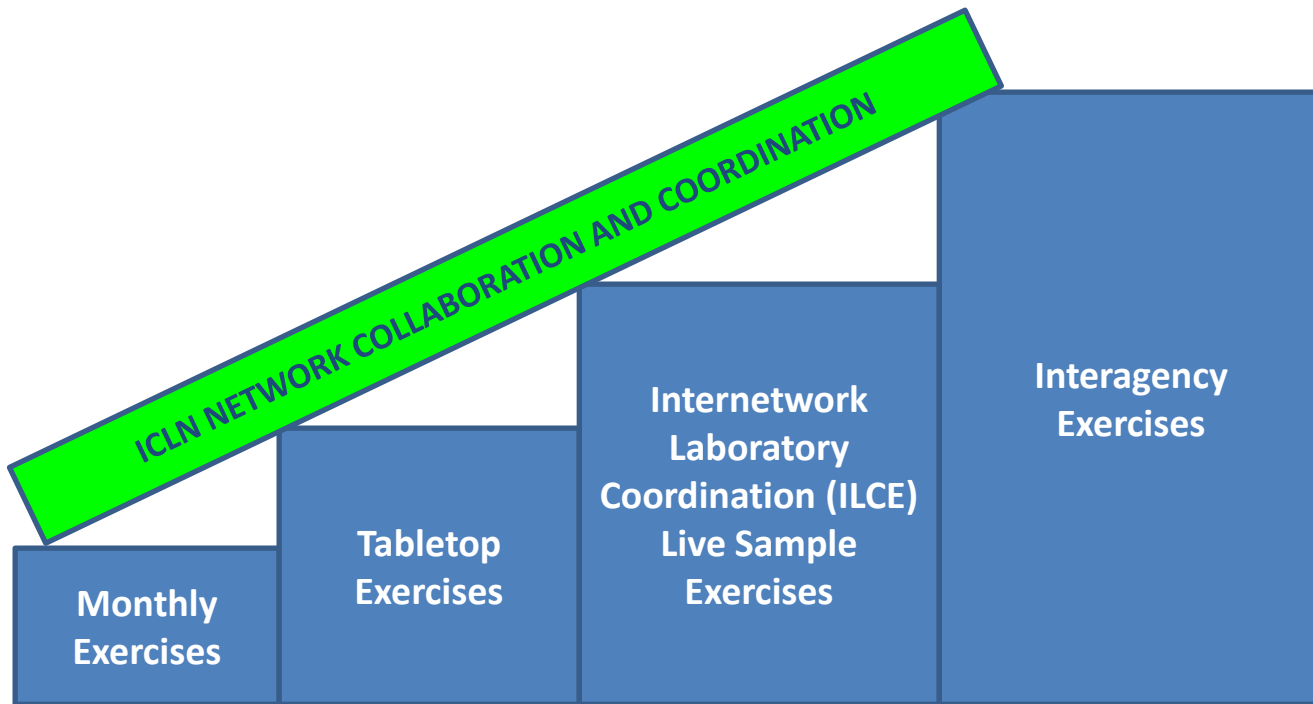 ICLN NETWORK COLLABORATION AND COORDINATION
Monthly
Exercises
Tabletop
Exercises
Internetwork
Laboratory
Coordination (ILCE)
Live Sample
Exercises
Interagency
Exercises